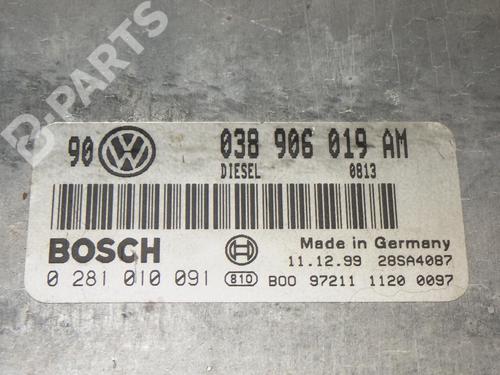 B-PARTS
90 VW 038 906 019 AM
DIESEL 0813
BOSCH Made in Germany
11.12.99 28SA4087
0 281 010 091 810 B00 97211 1120 0097